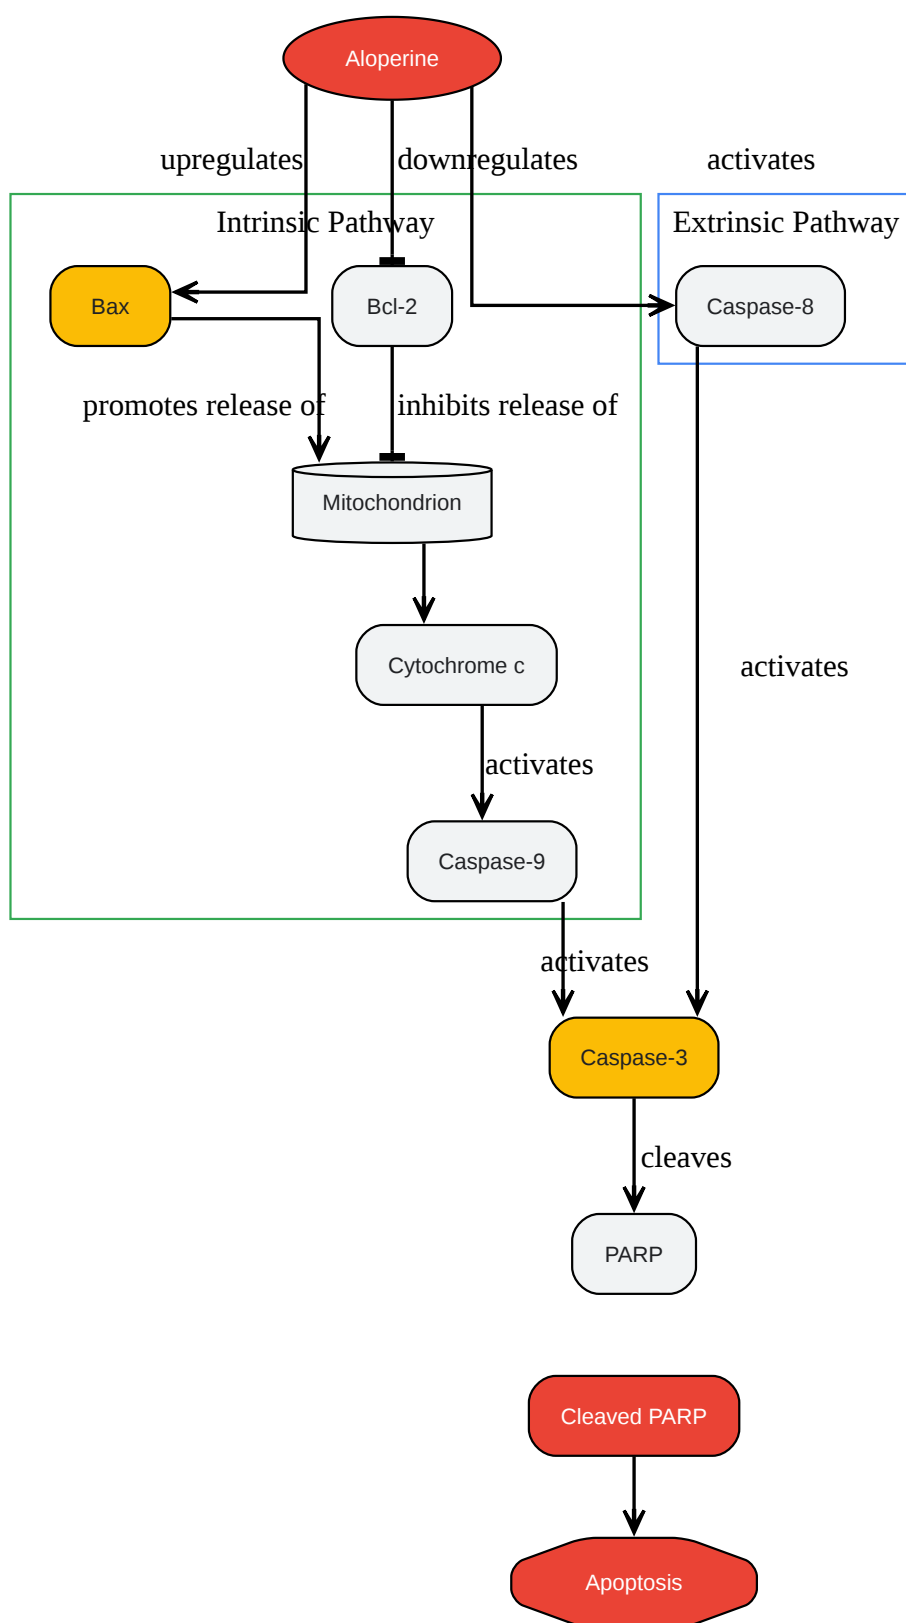 Aloperine
upregulates
downregulates
activates
Intrinsic Pathway
Extrinsic Pathway
Bax
Bcl-2
Caspase-8
promotes release of
inhibits release of
Mitochondrion
Cytochrome c
activates
activates
Caspase-9
activates
Caspase-3
cleaves
PARP
Cleaved PARP
Apoptosis